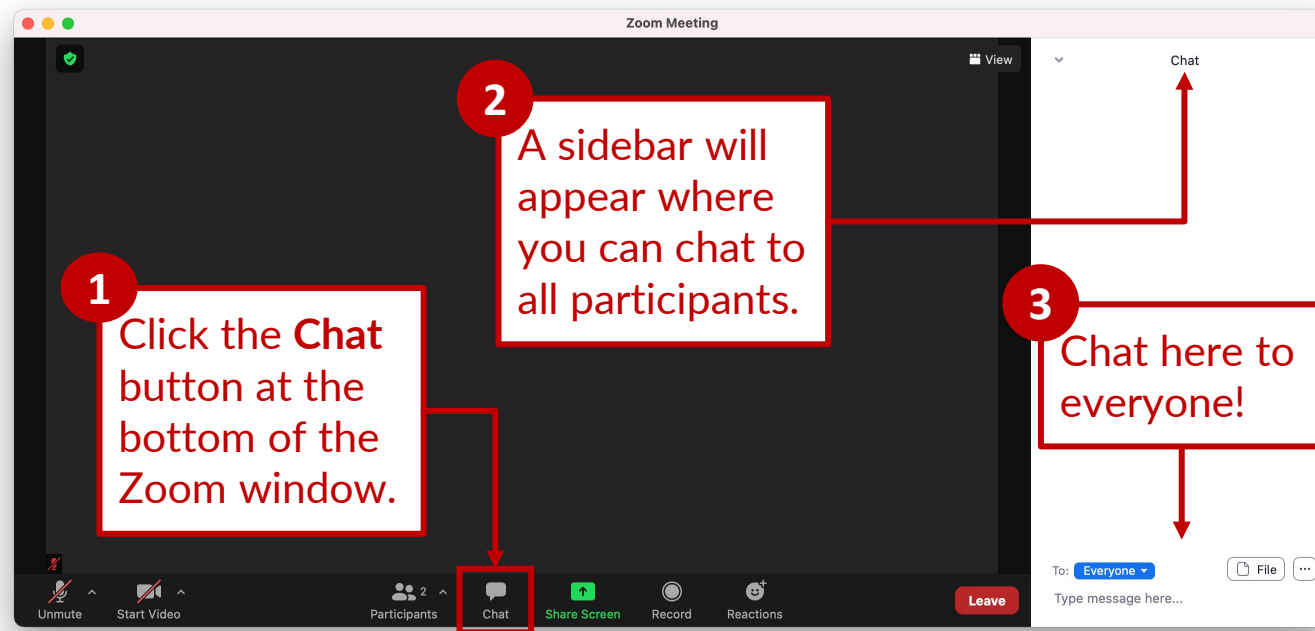 Zoom Meeting
View
Chat
1
Click the Chat
button at the
bottom of the
Zoom window.
2
A sidebar will
appear where
you can chat to
all participants.
3
Chat here to
everyone!
To: Everyone
File
Type message here...
Unmute
Start Video
2
Participants
Chat
Share Screen
Record
Reactions
Leave